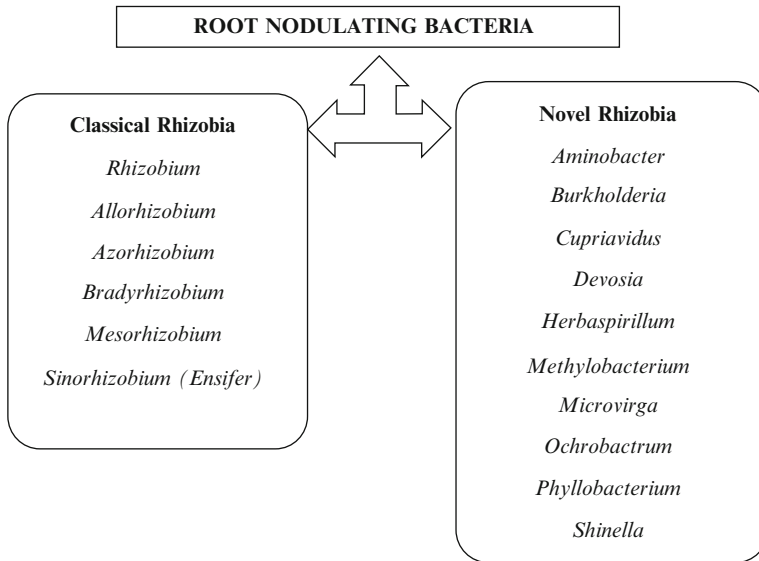 ROOT NODULATING BACTERIA
Classical Rhizobia
Rhizobium
Allorhizobium
Azorhizobium
Bradyrhizobium
Mesorhizobium
Sinorhizobium (Ensifer)
Novel Rhizobia
Aminobacter
Burkholderia
Cupriavidus
Devosia
Herbaspirillum
Methylobacterium
Microvirga
Ochrobactrum
Phyllobacterium
Shinella